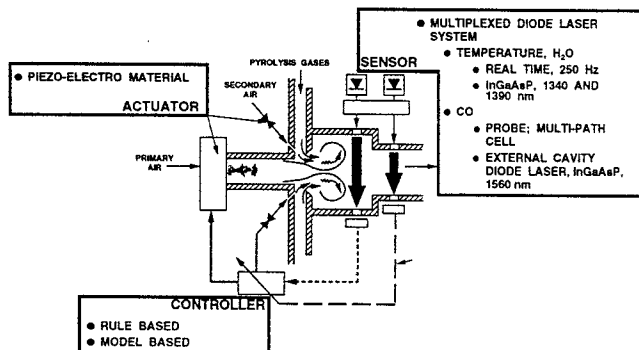 ● PIEZO-ELECTRO MATERIAL
ACTUATOR
PYROLYSIS GASES
SECONDARY
AIR
SENSOR
● MULTIPLEXED DIODE LASER
SYSTEM
● TEMPERATURE, H₂O
● REAL TIME, 250 Hz
● InGaAsP, 1340 AND
1390 nm
● CO
● PROBE; MULTI-PATH
CELL
● EXTERNAL CAVITY
DIODE LASER, InGaAsP,
1560 nm
PRIMARY
AIR
CONTROLLER
● RULE BASED
● MODEL BASED